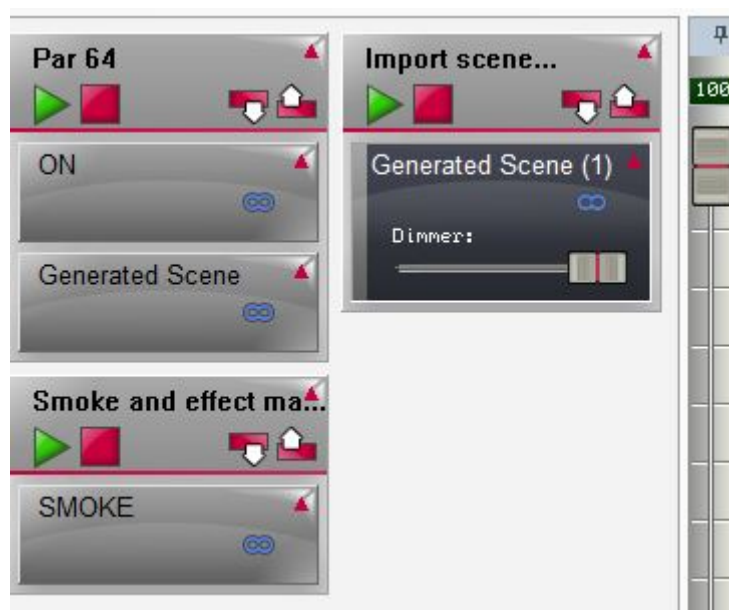 Par 64
ON
Generated Scene
Smoke and effect ma...
SMOKE
Import scene...
Generated Scene (1)
Dimmer:
100